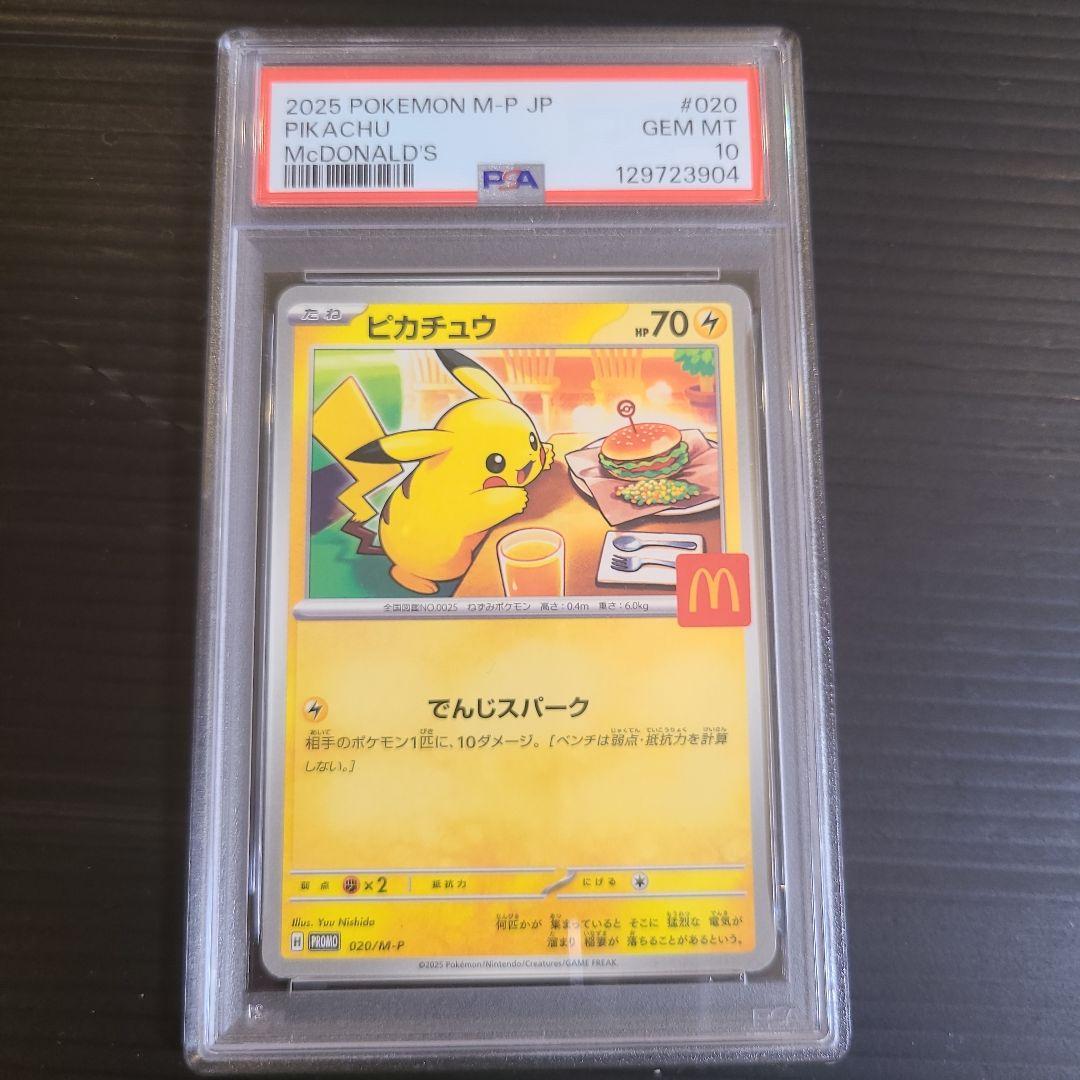 2025 POKEMON M-P JP #020
PIKACHU GEM MT
McDONALD'S 10
PSA 129723904
たね ピカチュウ HP70
全国図鑑NO.0025 ねずみポケモン 高さ:0.4m 重さ:6.0kg
でんじスパーク
相手のポケモン1匹に、10ダメージ。[ベンチは弱点・抵抗力を計算
しない。]
弱点 ×2 抵抗力 にげる
Illus. Yuu Nishida
何匹かが 集まっていると そこに 猛烈な 電気が
溜まり 稲妻が 落ちることがあるという。
H PROMO 020/M-P
©2025 Pokémon/Nintendo/Creatures/GAME FREAK.